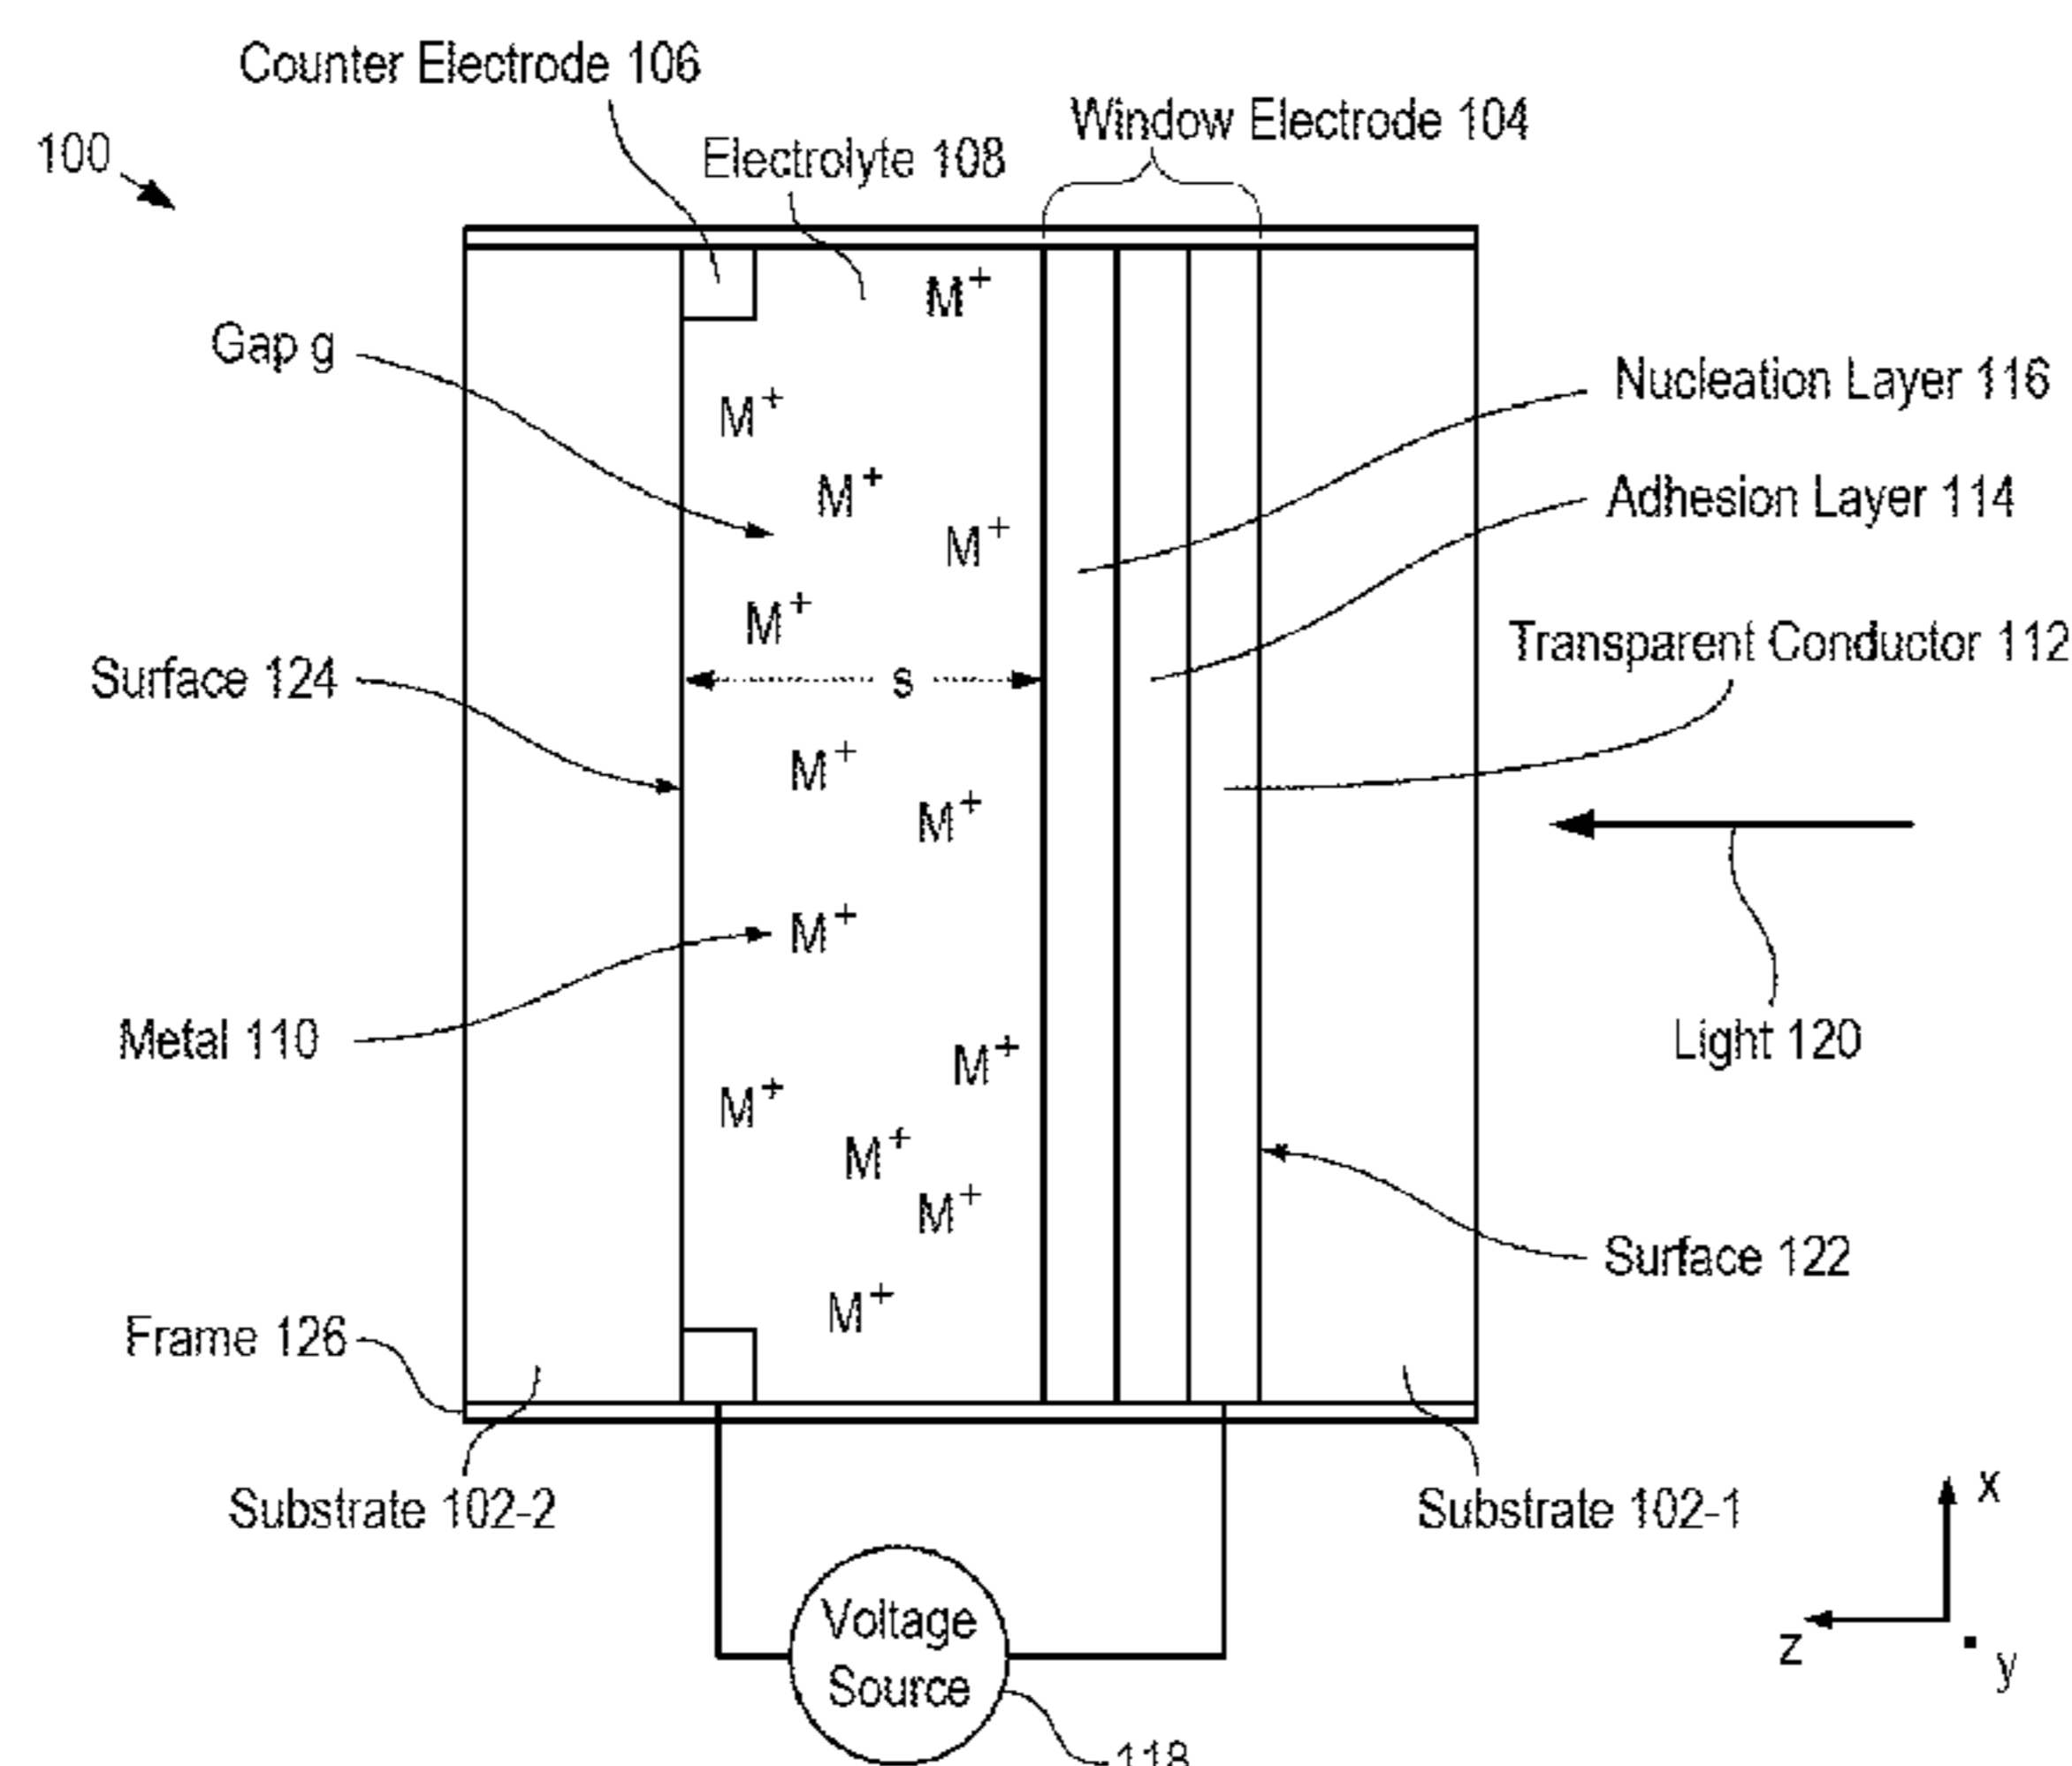 Counter Electrode 106
Window Electrode 104
100
Electrolyte 108
M+
Gap g
Nucleation Layer 116
M+
M+
Adhesion Layer 114
M+
M+
Transparent Conductor 112
Surface 124
s
M+
M+
M+
Metal 110
Light 120
M+
M+
M+
M+
Surface 122
M+
Frame 126
Substrate 102-2
Substrate 102-1
x
Voltage
Source
z
y
118